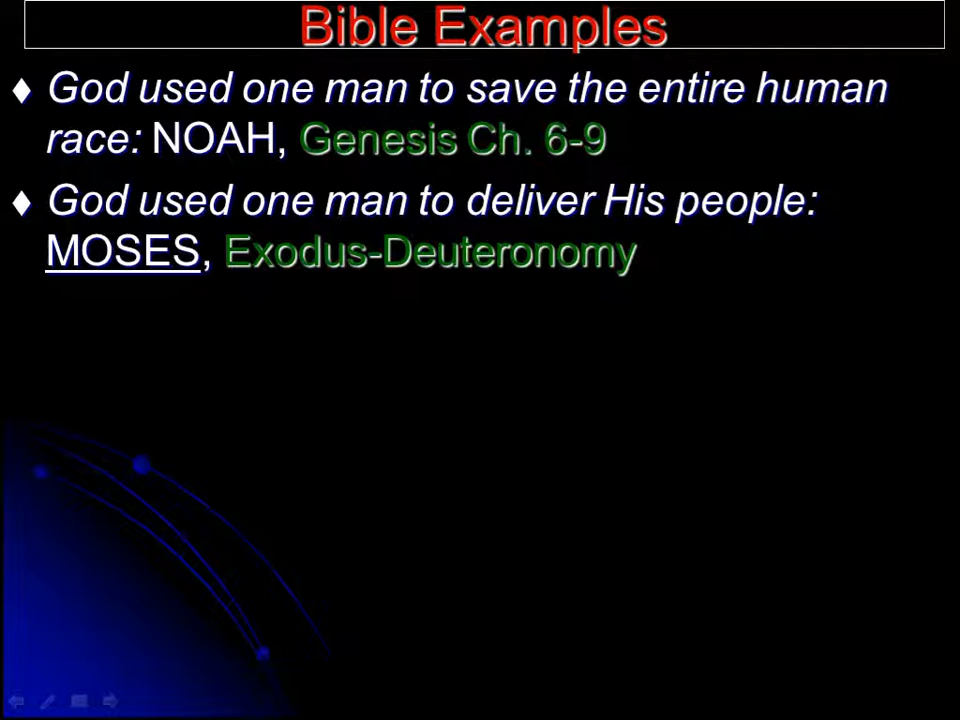 Bible Examples
God used one man to save the entire human
race: NOAH, Genesis Ch. 6-9
God used one man to deliver His people:
MOSES, Exodus-Deuteronomy